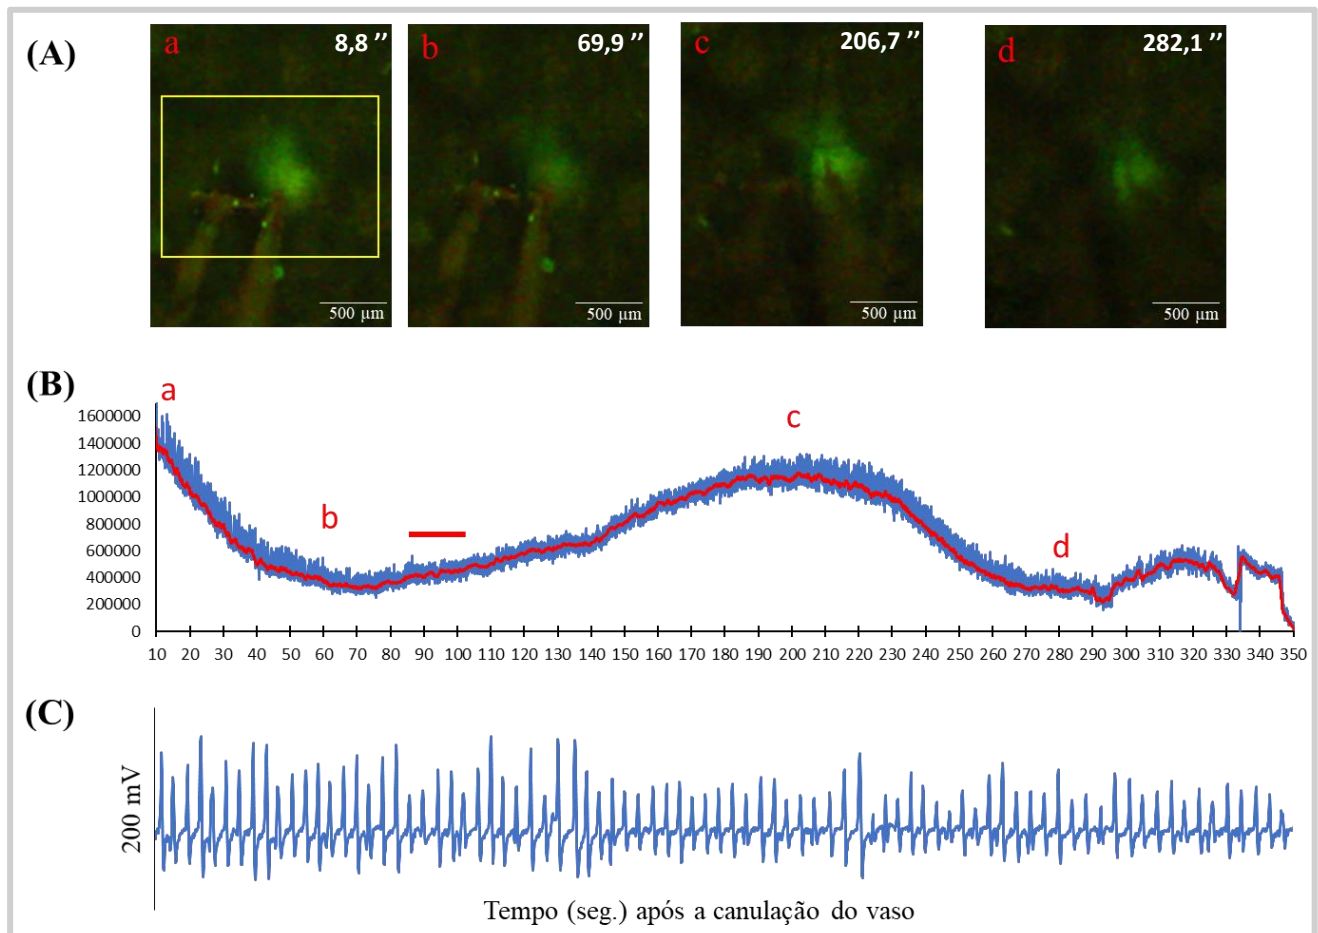 (A)
a
8,8 ”
b
69,9 ”
c
206,7 ”
d
282,1 ”
500 µm
500 µm
500 µm
500 µm
(B)
a
b
c
d
1600000
1400000
1200000
1000000
800000
600000
400000
200000
0
10 20 30 40 50 60 70 80 90 100 110 120 130 140 150 160 170 180 190 200 210 220 230 240 250 260 270 280 290 300 310 320 330 340 350
(C)
200 mV
Tempo (seg.) após a canulação do vaso